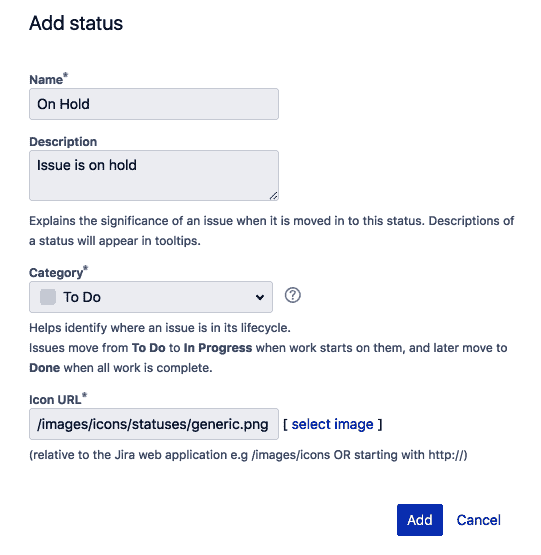 Add status
Name*
On Hold
Description
Issue is on hold
Explains the significance of an issue when it is moved in to this status. Descriptions of
a status will appear in tooltips.
Category*
To Do
Helps identify where an issue is in its lifecycle.
Issues move from To Do to In Progress when work starts on them, and later move to
Done when all work is complete.
Icon URL*
/images/icons/statuses/generic.png [ select image ]
(relative to the Jira web application e.g /images/icons OR starting with http://)
Add Cancel